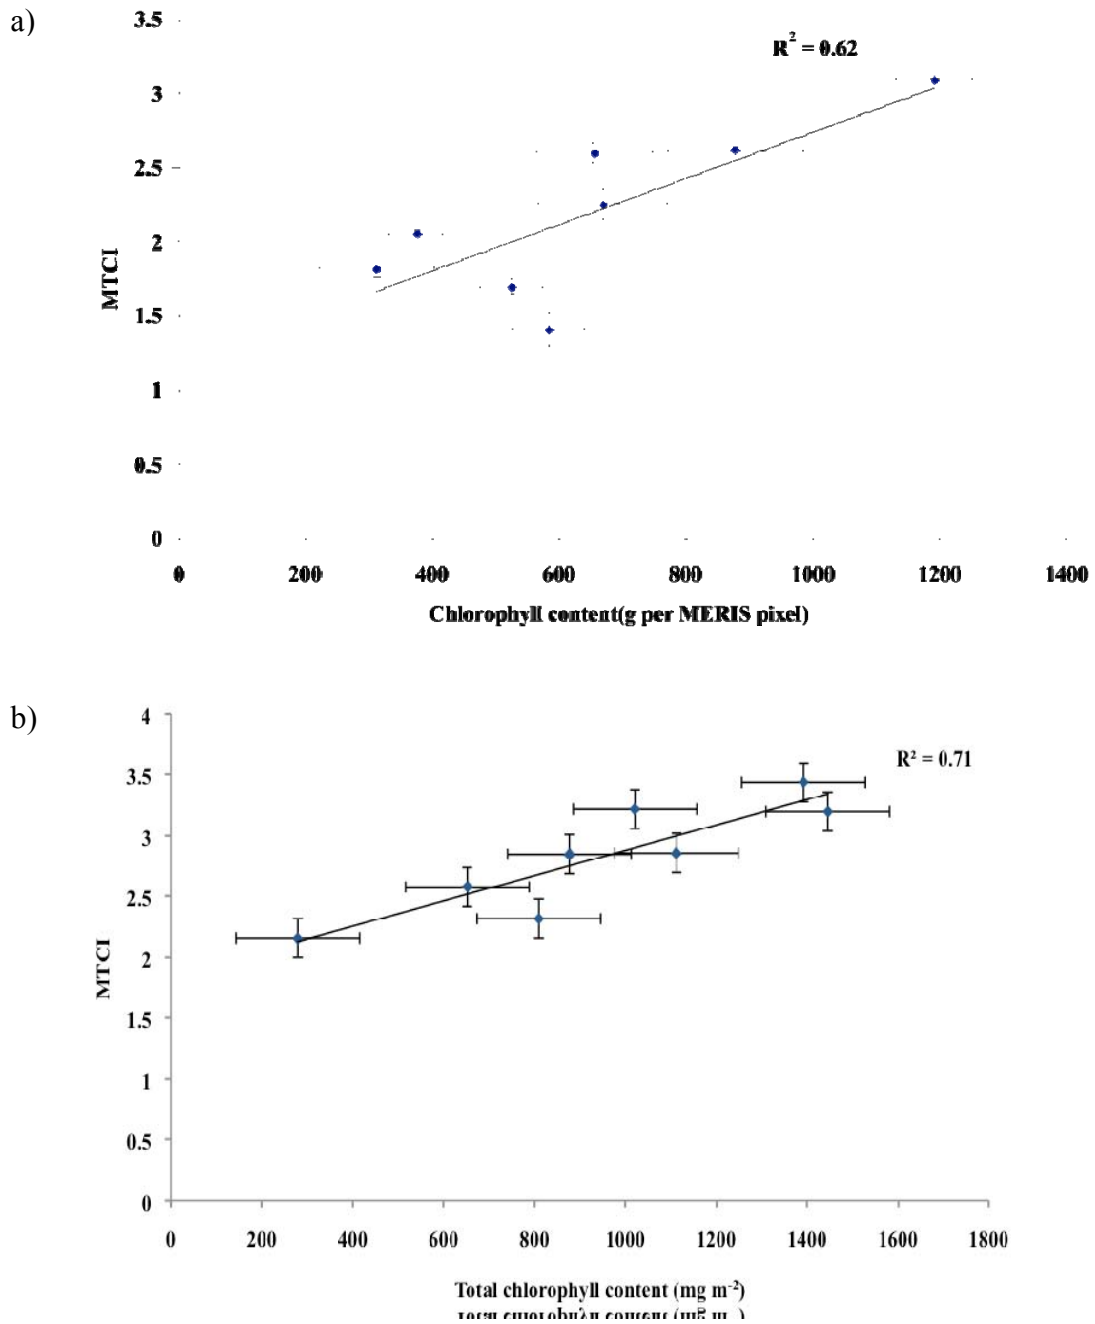 a)
3.5
R² = 0.62
3
2.5
2
MTCI
1.5
1
0.5
0
0 200 400 600 800 1000 1200 1400
Chlorophyll content(g per MERIS pixel)
b)
4
R² = 0.71
3.5
3
2.5
2
MTCI
1.5
1
0.5
0
0 200 400 600 800 1000 1200 1400 1600 1800
Total chlorophyll content (mg m⁻²)